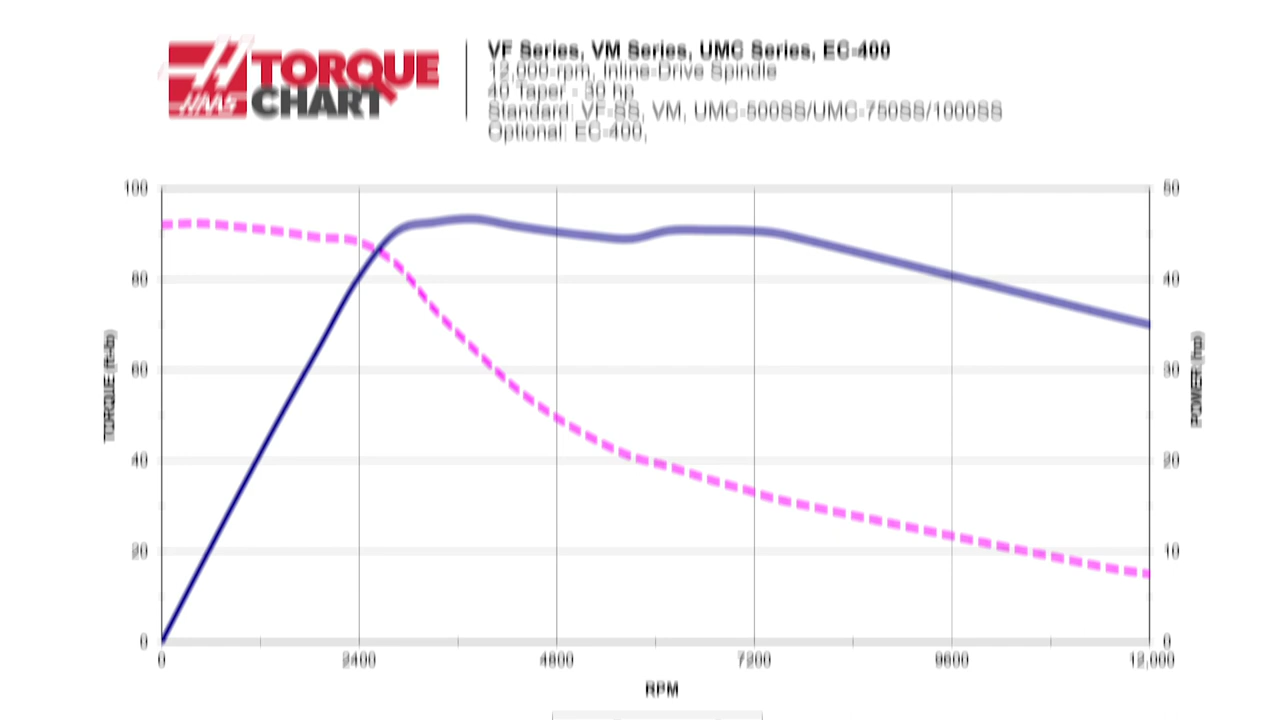 HAAS
TORQUE
CHART
VF Series, VM Series, UMC Series, EC-400
12,000-rpm, Inline-Drive Spindle
40 Taper - 30 hp
Standard: VF-SS, VM, UMC-500SS/UMC-750SS/1000SS
Optional: EC-400,
100
80
60
40
20
0
TORQUE (ft-lb)
50
40
30
20
10
0
POWER (hp)
0
2400
4800
7200
9600
12,000
RPM